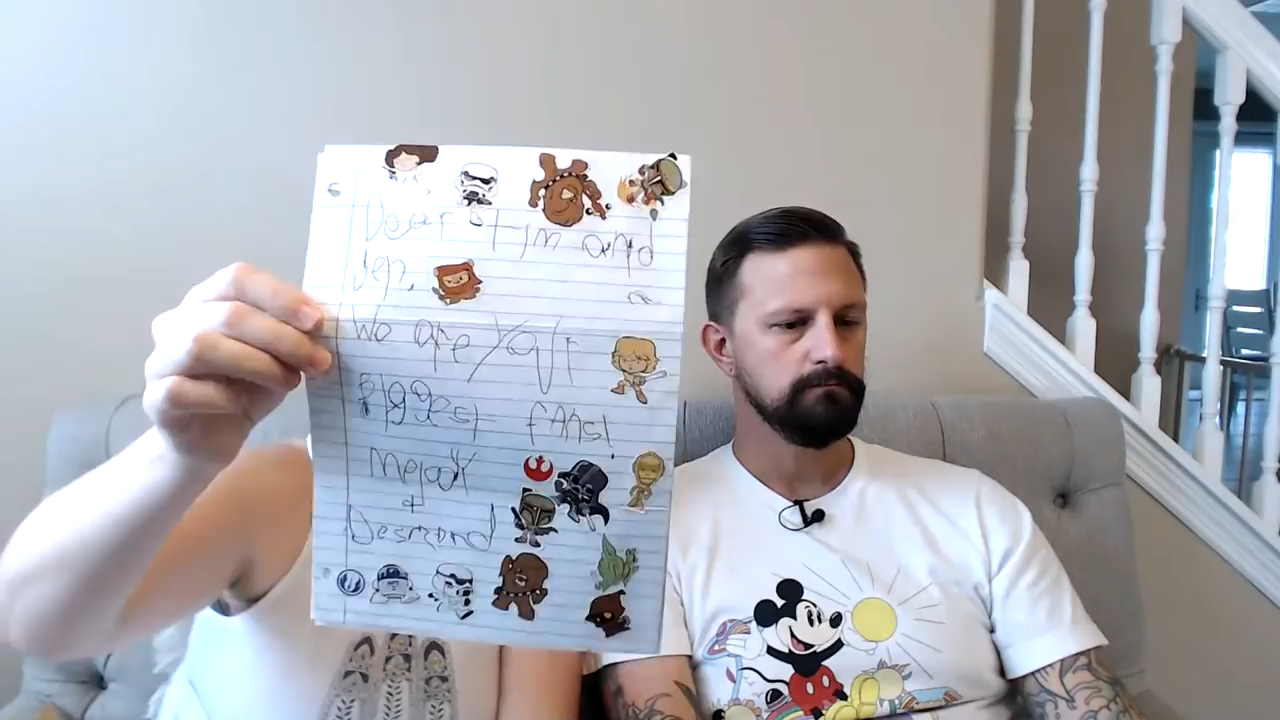 Dear Tim and
Jen,
We are Your
Biggest fans!
Melody
+
Desmond